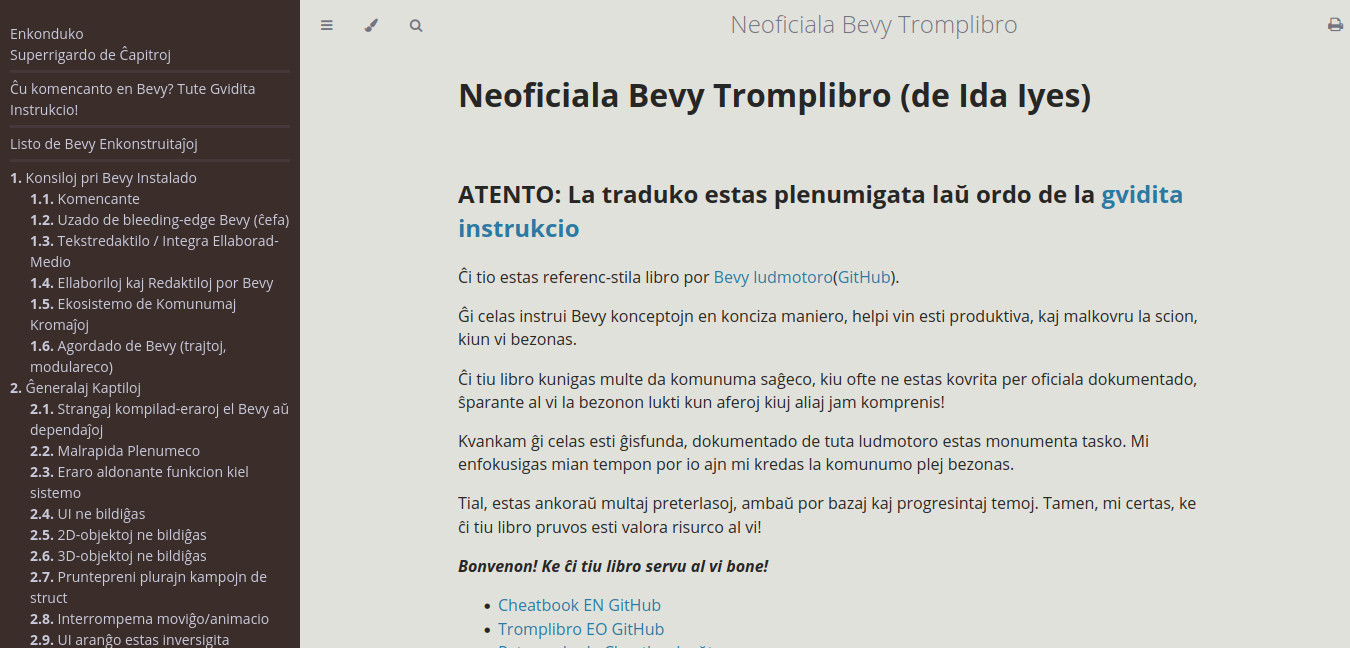 Enkonduko
Superrigardo de Ĉapitroj
Ĉu komencanto en Bevy? Tute Gvidita
Instrukcio!
Listo de Bevy Enkonstruitaĵoj
1. Konsiloj pri Bevy Instalado
1.1. Komencante
1.2. Uzado de bleeding-edge Bevy (ĉefa)
1.3. Tekstredaktilo / Integra Ellaborad-
Medio
1.4. Ellaboriloj kaj Redaktiloj por Bevy
1.5. Ekosistemo de Komunumaj
Kromaĵoj
1.6. Agordado de Bevy (trajtoj,
modulareco)
2. Ĝeneralaj Kaptiloj
2.1. Strangaj kompilad-eraroj el Bevy aŭ
dependaĵoj
2.2. Malrapida Plenumeco
2.3. Eraro aldonante funkcion kiel
sistemo
2.4. UI ne bildiĝas
2.5. 2D-objektoj ne bildiĝas
2.6. 3D-objektoj ne bildiĝas
2.7. Pruntepreni plurajn kampojn de
struct
2.8. Interrompema moviĝo/animacio
2.9. UI aranĝo estas inversigita
Neoficiala Bevy Tromplibro
Neoficiala Bevy Tromplibro (de Ida Iyes)
ATENTO: La traduko estas plenumigata laŭ ordo de la gvidita
instrukcio
Ĉi tio estas referenc-stila libro por Bevy ludmotoro(GitHub).
Ĝi celas instrui Bevy konceptojn en konciza maniero, helpi vin esti produktiva, kaj malkovru la scion,
kiun vi bezonas.
Ĉi tiu libro kunigas multe da komunuma saĝeco, kiu ofte ne estas kovrita per oficiala dokumentado,
ŝparante al vi la bezonon lukti kun aferoj kiuj aliaj jam komprenis!
Kvankam ĝi celas esti ĝisfunda, dokumentado de tuta ludmotoro estas monumenta tasko. Mi
enfokusigas mian tempon por io ajn mi kredas la komunumo plej bezonas.
Tial, estas ankoraŭ multaj preterlasoj, ambaŭ por bazaj kaj progresintaj temoj. Tamen, mi certas, ke
ĉi tiu libro pruvos esti valora risurco al vi!
Bonvenon! Ke ĉi tiu libro servu al vi bone!
Cheatbook EN GitHub
Tromplibro EO GitHub